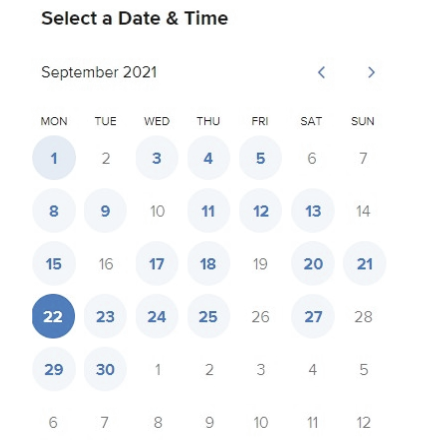 Select a Date & Time
September 2021 < >
MON TUE WED THU FRI SAT SUN
1 2 3 4 5 6 7
8 9 10 11 12 13 14
15 16 17 18 19 20 21
22 23 24 25 26 27 28
29 30 1 2 3 4 5
6 7 8 9 10 11 12